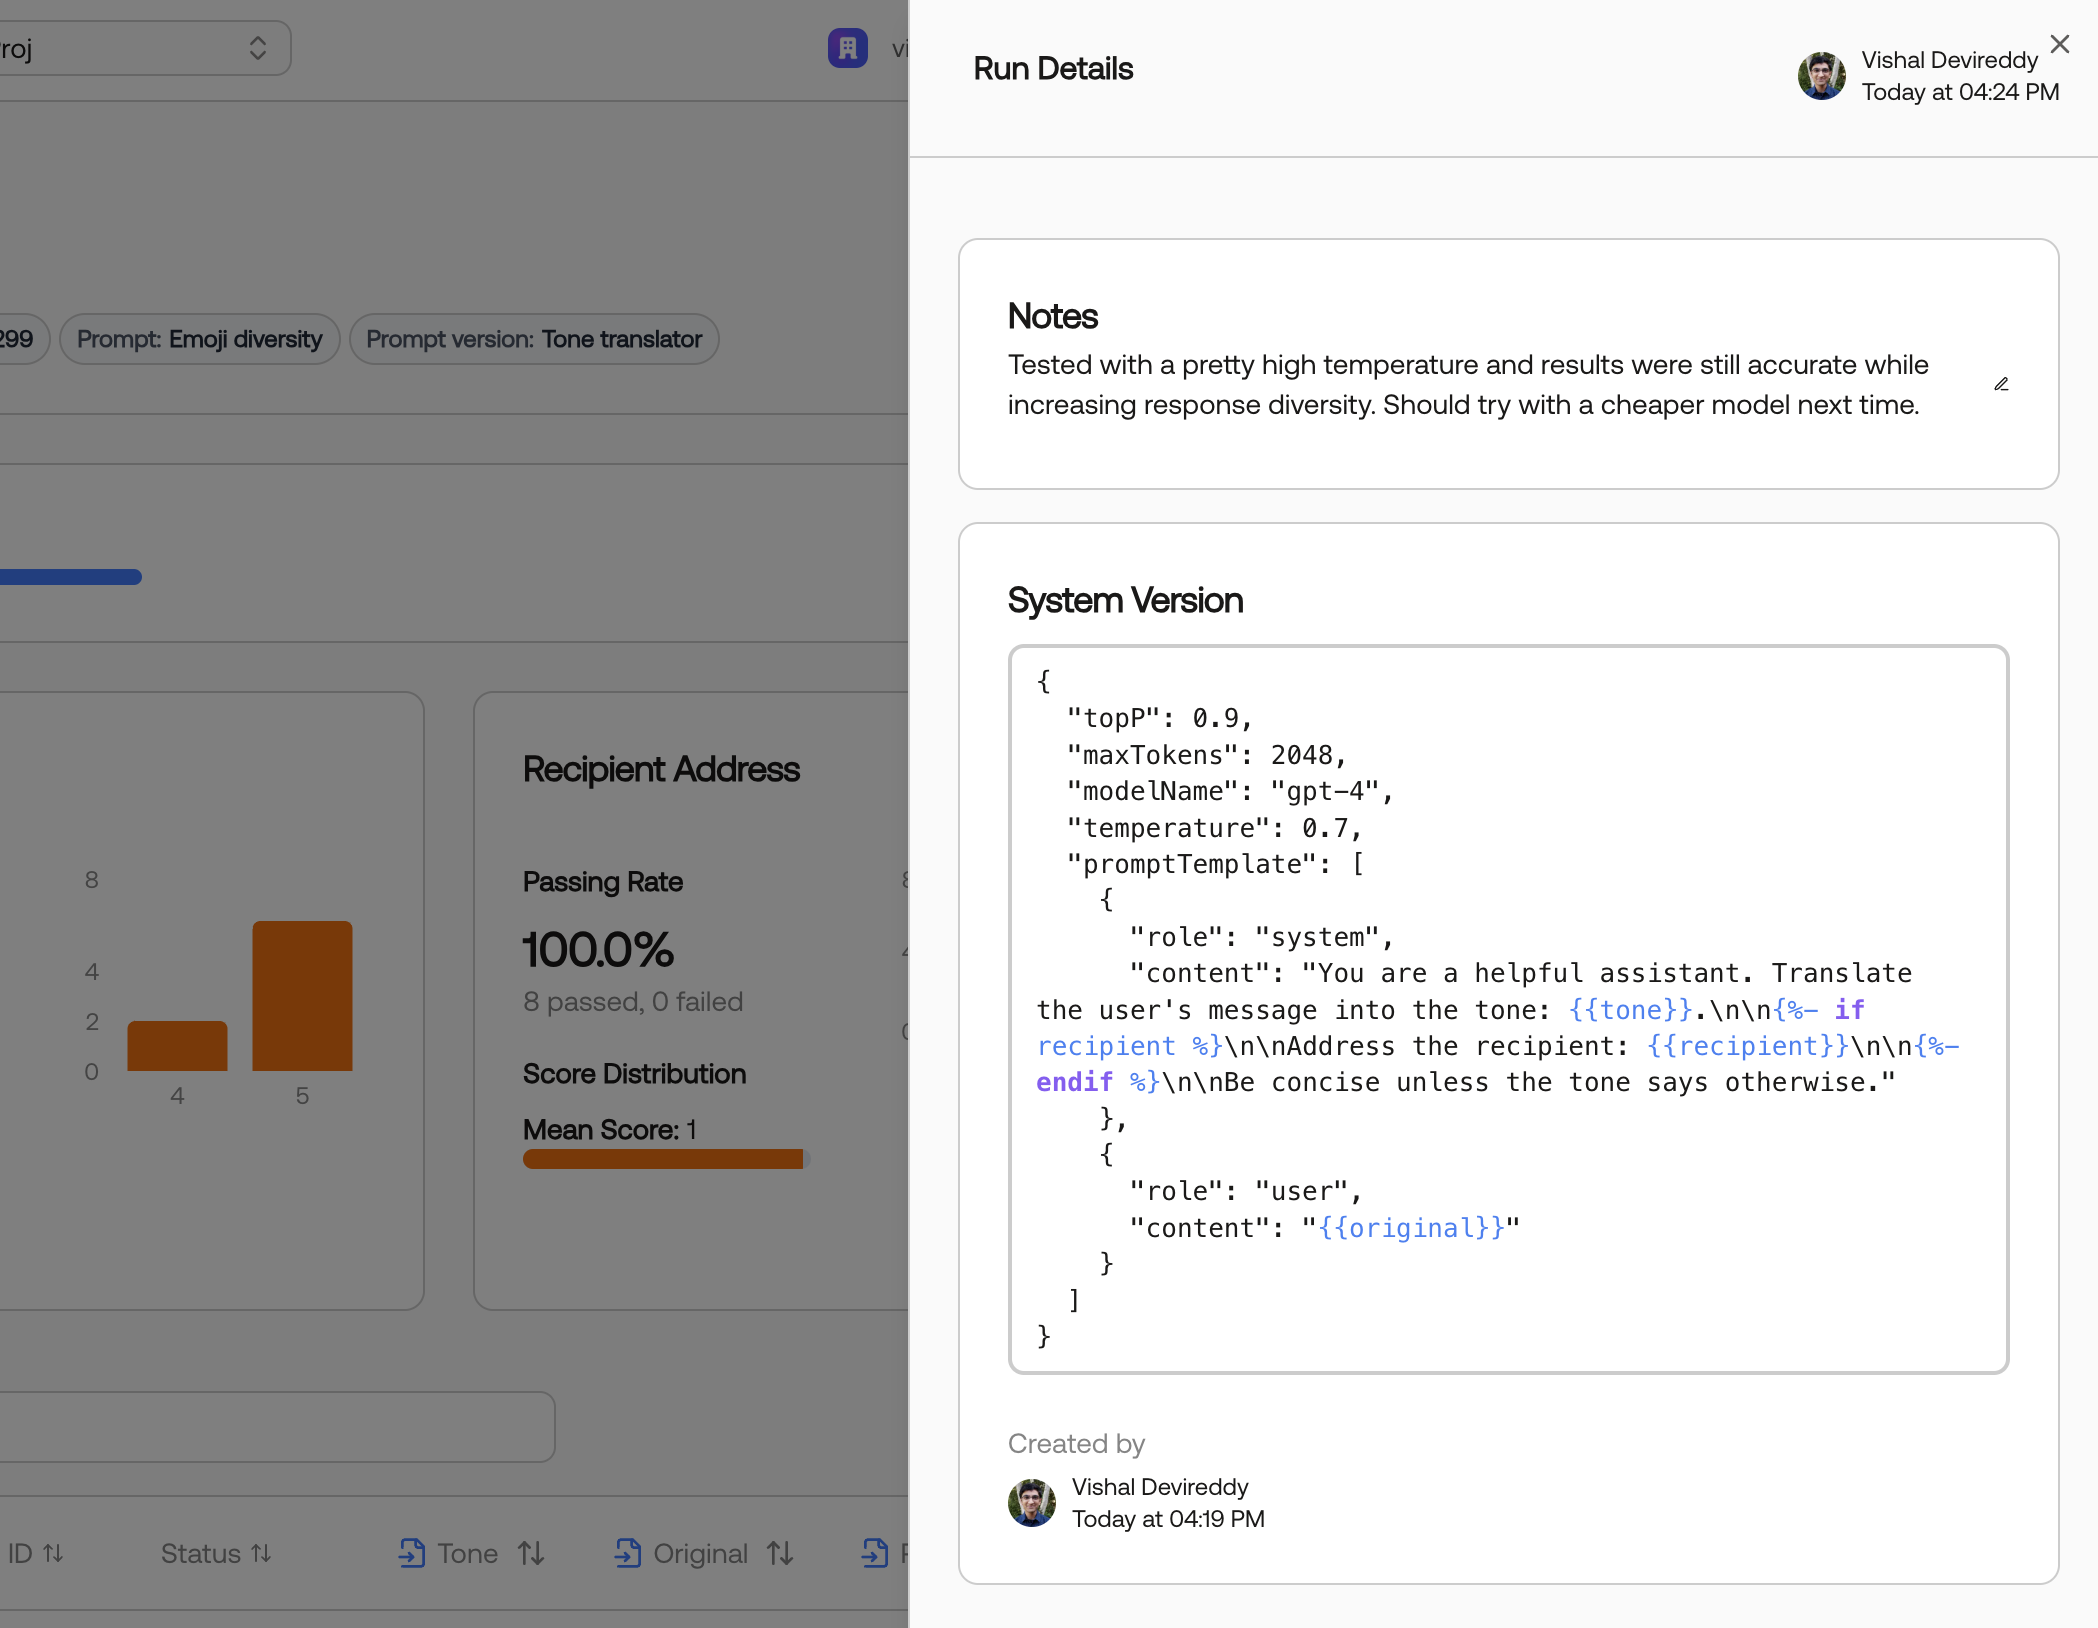 roj
Run Details
Vishal Devireddy
Today at 04:24 PM
299
Prompt: Emoji diversity
Prompt version: Tone translator
Notes
Tested with a pretty high temperature and results were still accurate while
increasing response diversity. Should try with a cheaper model next time.
System Version
{
"topP": 0.9,
"maxTokens": 2048,
"modelName": "gpt-4",
"temperature": 0.7,
"promptTemplate": [
{
"role": "system",
"content": "You are a helpful assistant. Translate
the user's message into the tone: {{tone}}.\n\n{%- if
recipient %}\n\nAddress the recipient: {{recipient}}\n\n{%-
endif %}\n\nBe concise unless the tone says otherwise."
},
{
"role": "user",
"content": "{{original}}"
}
]
}
Created by
Vishal Devireddy
Today at 04:19 PM
8
4
2
0
4
5
Recipient Address
Passing Rate
100.0%
8 passed, 0 failed
Score Distribution
Mean Score: 1
ID
Status
Tone
Original